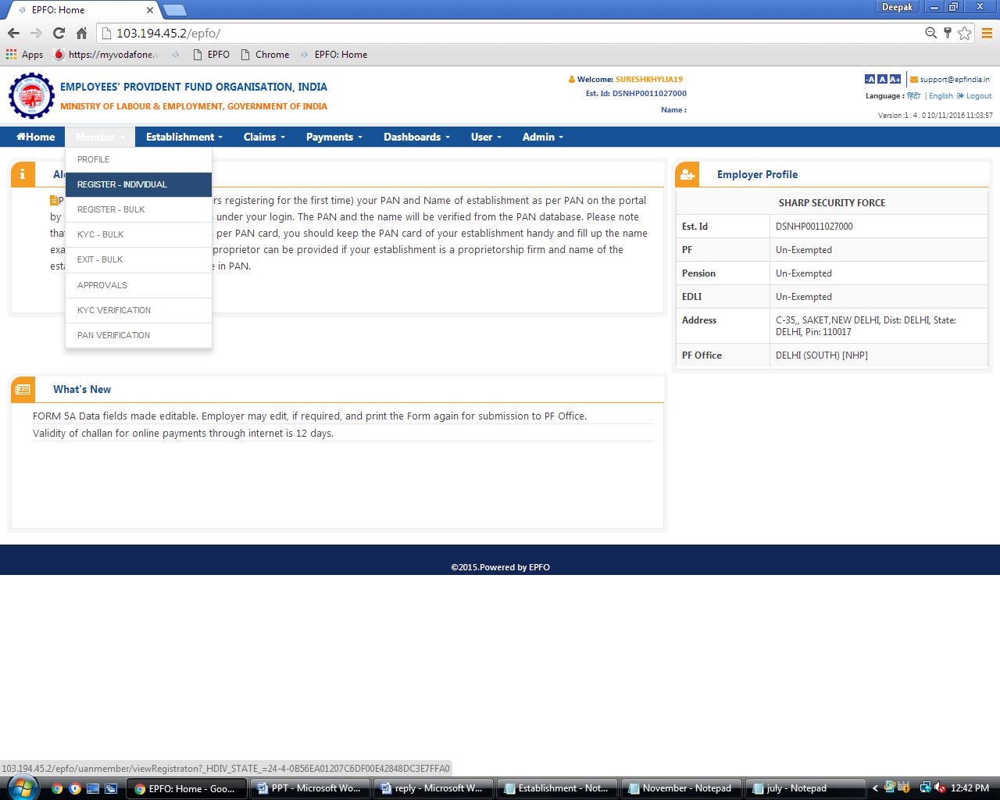 EPFO: Home
Deepak
103.194.45.2/epfo/
Apps
https://myvodafone.v
EPFO
Chrome
EPFO: Home
EMPLOYEES' PROVIDENT FUND ORGANISATION, INDIA
MINISTRY OF LABOUR & EMPLOYMENT, GOVERNMENT OF INDIA
Welcome: SURESHKHYLIA19
Est. Id: DSNHP0011027000
Name :
-A A A+ support@epfindia.in
Language : हिंदी | English Logout
Version :1 . 4 . 0 10/11/2016 11:03:57
Home Member Establishment Claims Payments Dashboards User Admin
PROFILE
REGISTER - INDIVIDUAL
REGISTER - BULK
KYC - BULK
EXIT - BULK
APPROVALS
KYC VERIFICATION
PAN VERIFICATION
Al
P rs registering for the first time) your PAN and Name of establishment as per PAN on the portal
by under your login. The PAN and the name will be verified from the PAN database. Please note
tha per PAN card, you should keep the PAN card of your establishment handy and fill up the name
exa proprietor can be provided if your establishment is a proprietorship firm and name of the
esta e in PAN.
Employer Profile
SHARP SECURITY FORCE
Est. Id DSNHP0011027000
PF Un-Exempted
Pension Un-Exempted
EDLI Un-Exempted
Address C-35,, SAKET,NEW DELHI, Dist: DELHI, State:
DELHI, Pin: 110017
PF Office DELHI (SOUTH) [NHP]
What's New
FORM 5A Data fields made editable. Employer may edit, if required, and print the Form again for submission to PF Office.
Validity of challan for online payments through internet is 12 days.
©2015.Powered by EPFO
103.194.45.2/epfo/uanmember/viewRegistraton?_HDIV_STATE_=24-4-0B56EA01207C6DF00E42848DC3E7FFA0
EPFO: Home - Goo...
PPT - Microsoft Wo...
reply - Microsoft W...
Establishment - Not...
November - Notepad
july - Notepad
12:42 PM